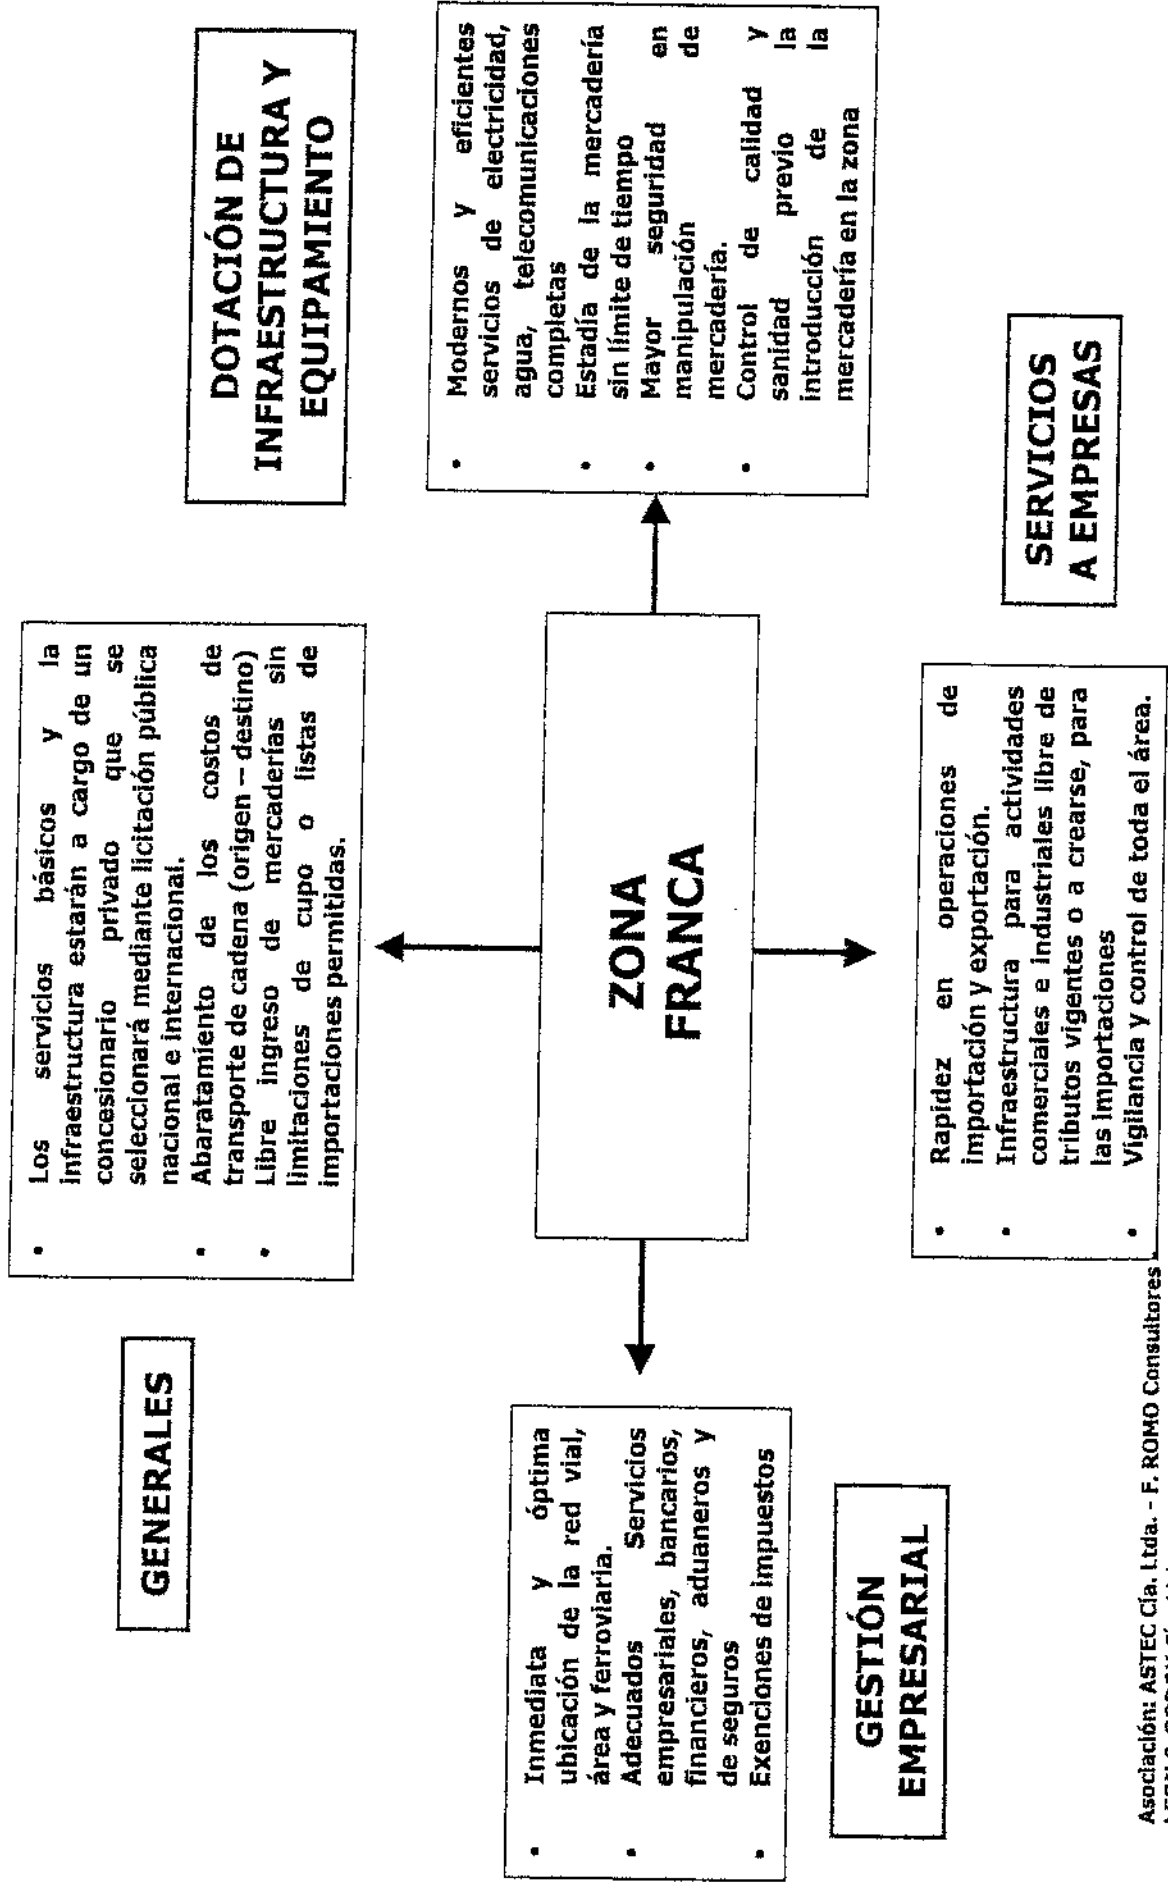 GENERALES
• Los servicios básicos y la
infraestructura estarán a cargo de un
concesionario privado que se
seleccionará mediante licitación pública
nacional e internacional.
• Abaratamiento de los costos de
transporte de cadena (origen – destino)
• Libre ingreso de mercaderías sin
limitaciones de cupo o listas de
importaciones permitidas.
DOTACIÓN DE
INFRAESTRUCTURA Y
EQUIPAMIENTO
• Inmediata y óptima
ubicación de la red vial,
área y ferroviaria.
• Adecuados Servicios
empresariales, bancarios,
financieros, aduaneros y
de seguros
• Exenciones de impuestos
ZONA
FRANCA
• Modernos y eficientes
servicios de electricidad,
agua, telecomunicaciones
completas
• Estadía de la mercadería
sin límite de tiempo
• Mayor seguridad en
manipulación de
mercadería.
• Control de calidad y
sanidad previo la
introducción de la
mercadería en la zona
GESTIÓN
EMPRESARIAL
• Rapidez en operaciones de
importación y exportación.
• Infraestructura para actividades
comerciales e industriales libre de
tributos vigentes o a crearse, para
las importaciones
• Vigilancia y control de toda el área.
SERVICIOS
A EMPRESAS
Asociación: ASTEC Cía. Ltda. - F. ROMO Consultores